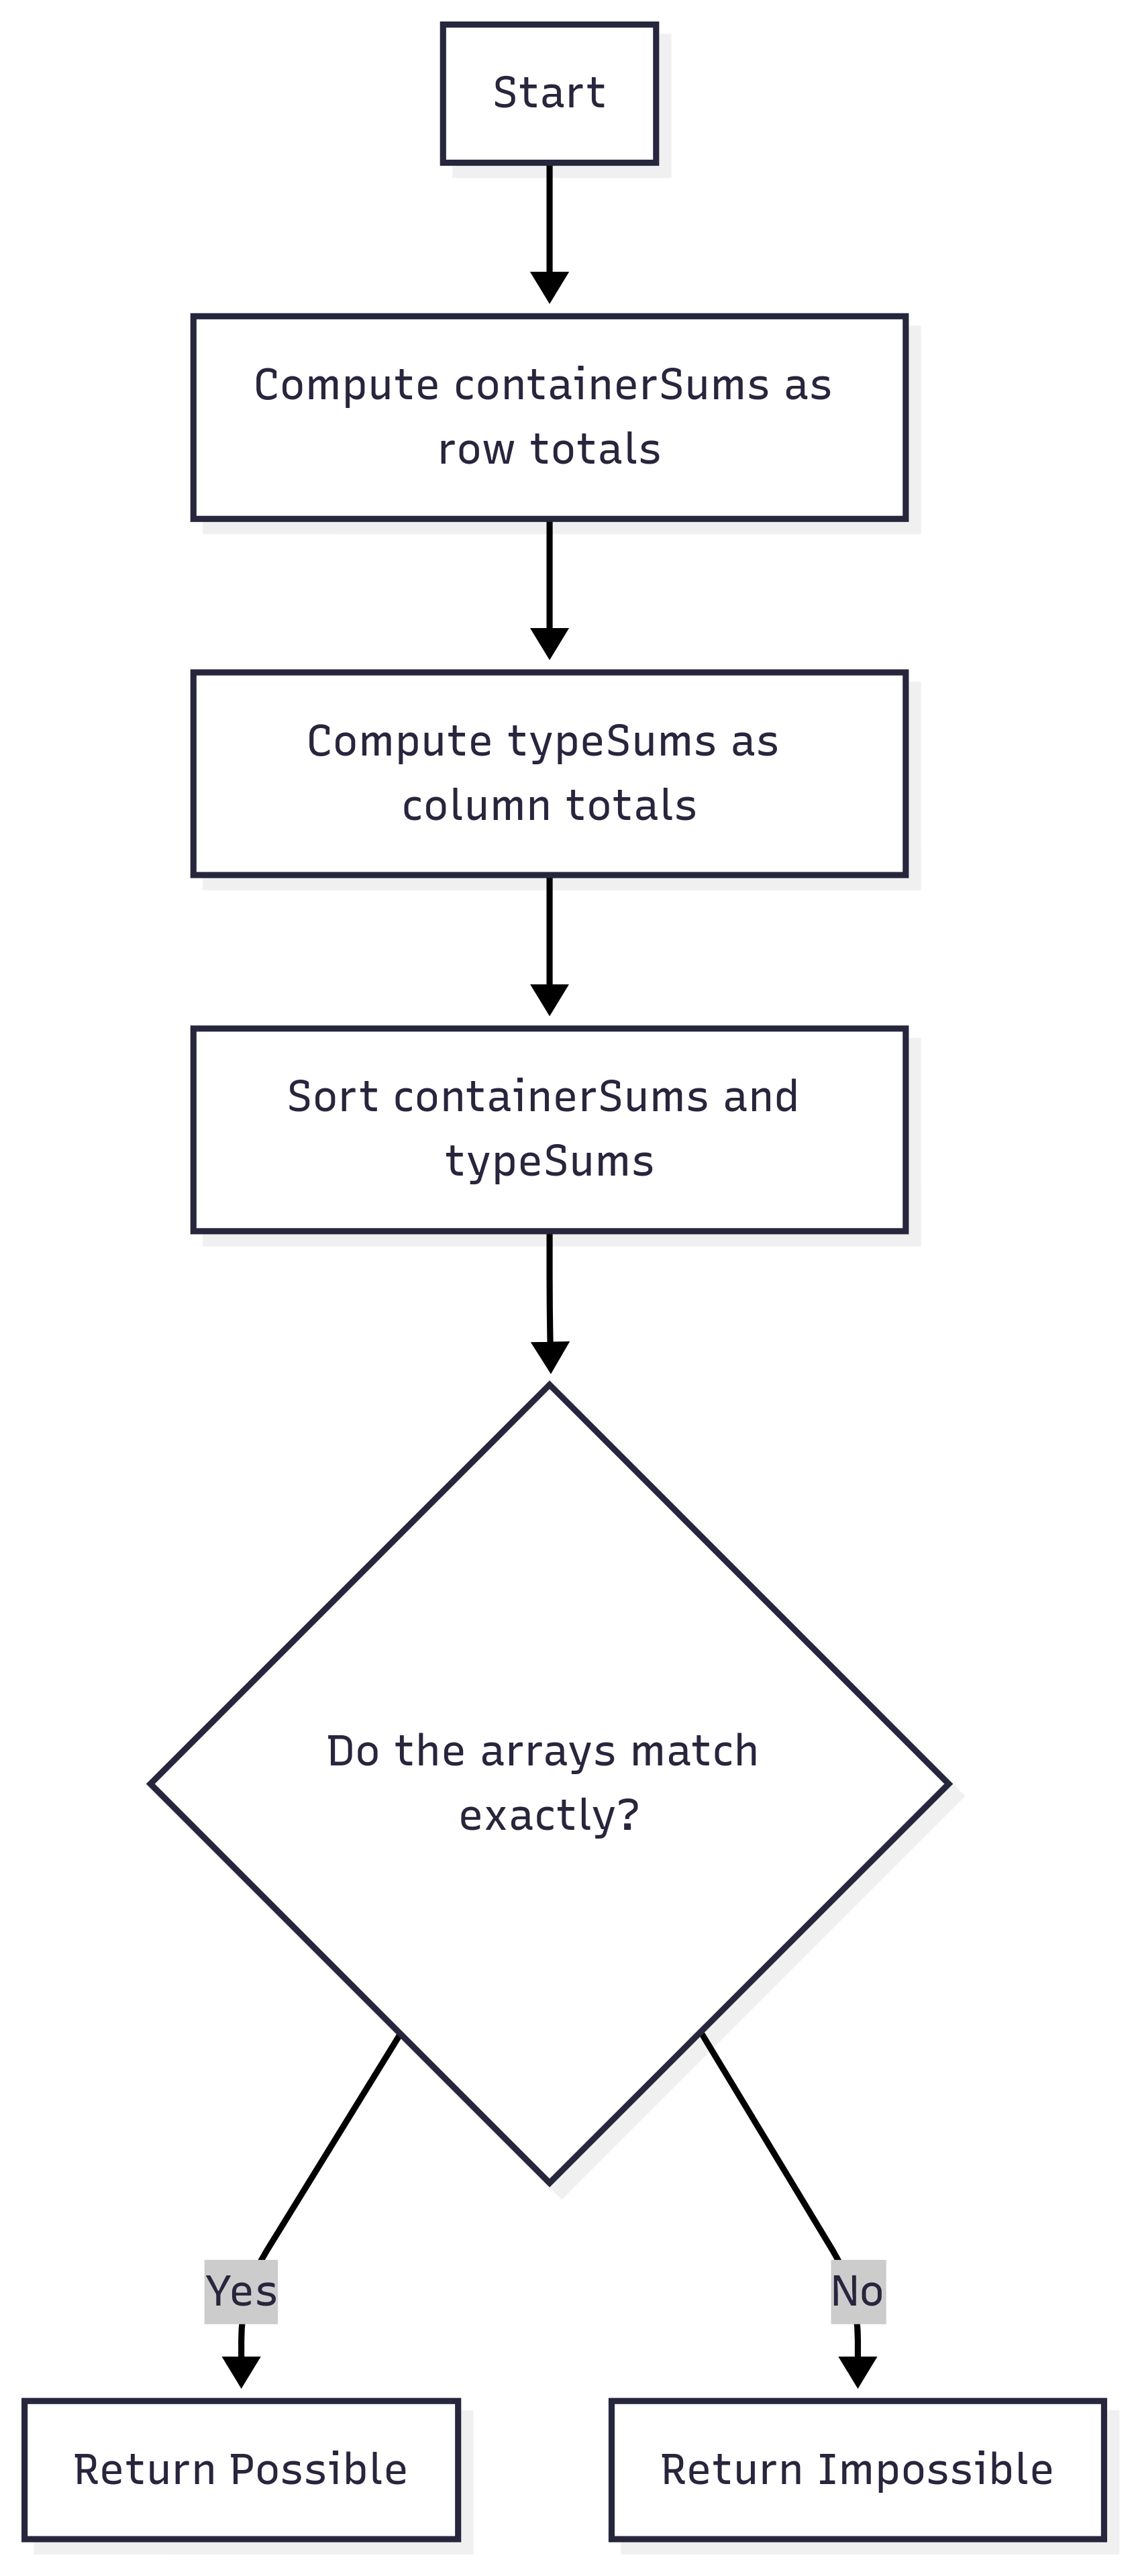 Start
Compute containerSums as
row totals
Compute typeSums as
column totals
Sort containerSums and
typeSums
Do the arrays match
exactly?
Yes
No
Return Possible
Return Impossible